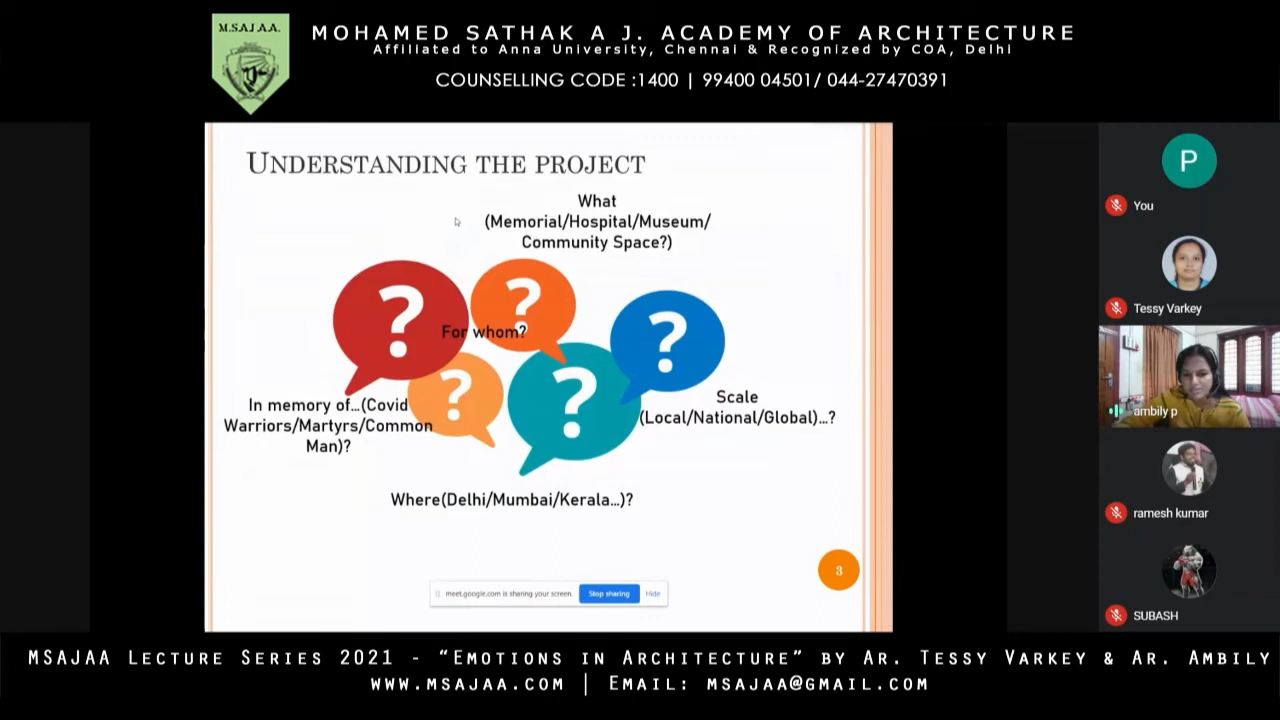 M.SAJ.A.A.
MOHAMED SATHAK A J. ACADEMY OF ARCHITECTURE
Affiliated to Anna University, Chennai & Recognized by COA, Delhi
COUNSELLING CODE :1400 | 99400 04501/ 044-27470391
UNDERSTANDING THE PROJECT
What
(Memorial/Hospital/Museum/
Community Space?)
? ? ? ? ?
For whom?
In memory of...(Covid
Warriors/Martyrs/Common
Man)?
Scale
(Local/National/Global)...?
Where(Delhi/Mumbai/Kerala...)?
3
meet.google.com is sharing your screen.
Stop sharing
Hide
P
You
Tessy Varkey
ambily p
ramesh kumar
SUBASH
MSAJAA LECTURE SERIES 2021 - “EMOTIONS IN ARCHITECTURE” BY AR. TESSY VARKEY & AR. AMBILY
WWW.MSAJAA.COM | EMAIL: MSAJAA@GMAIL.COM